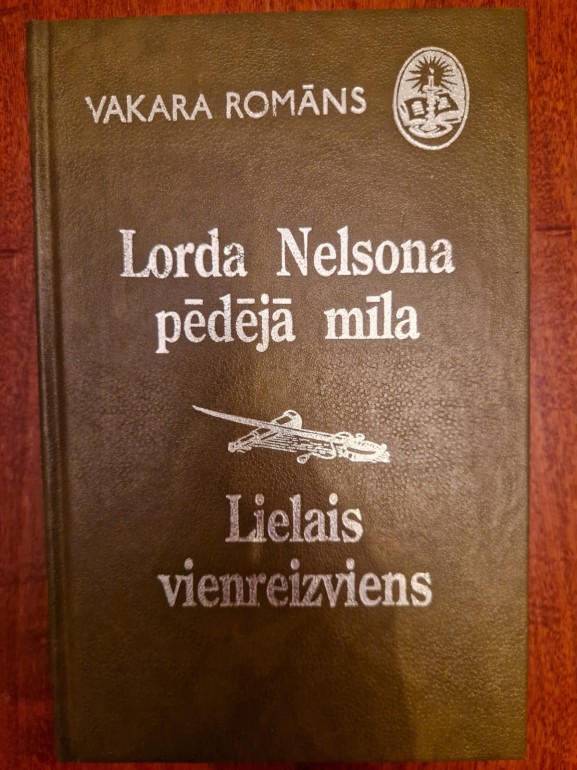 VAKARA ROMĀNS
Lorda Nelsona
pēdējā mīla
Lielais
vienreizviens